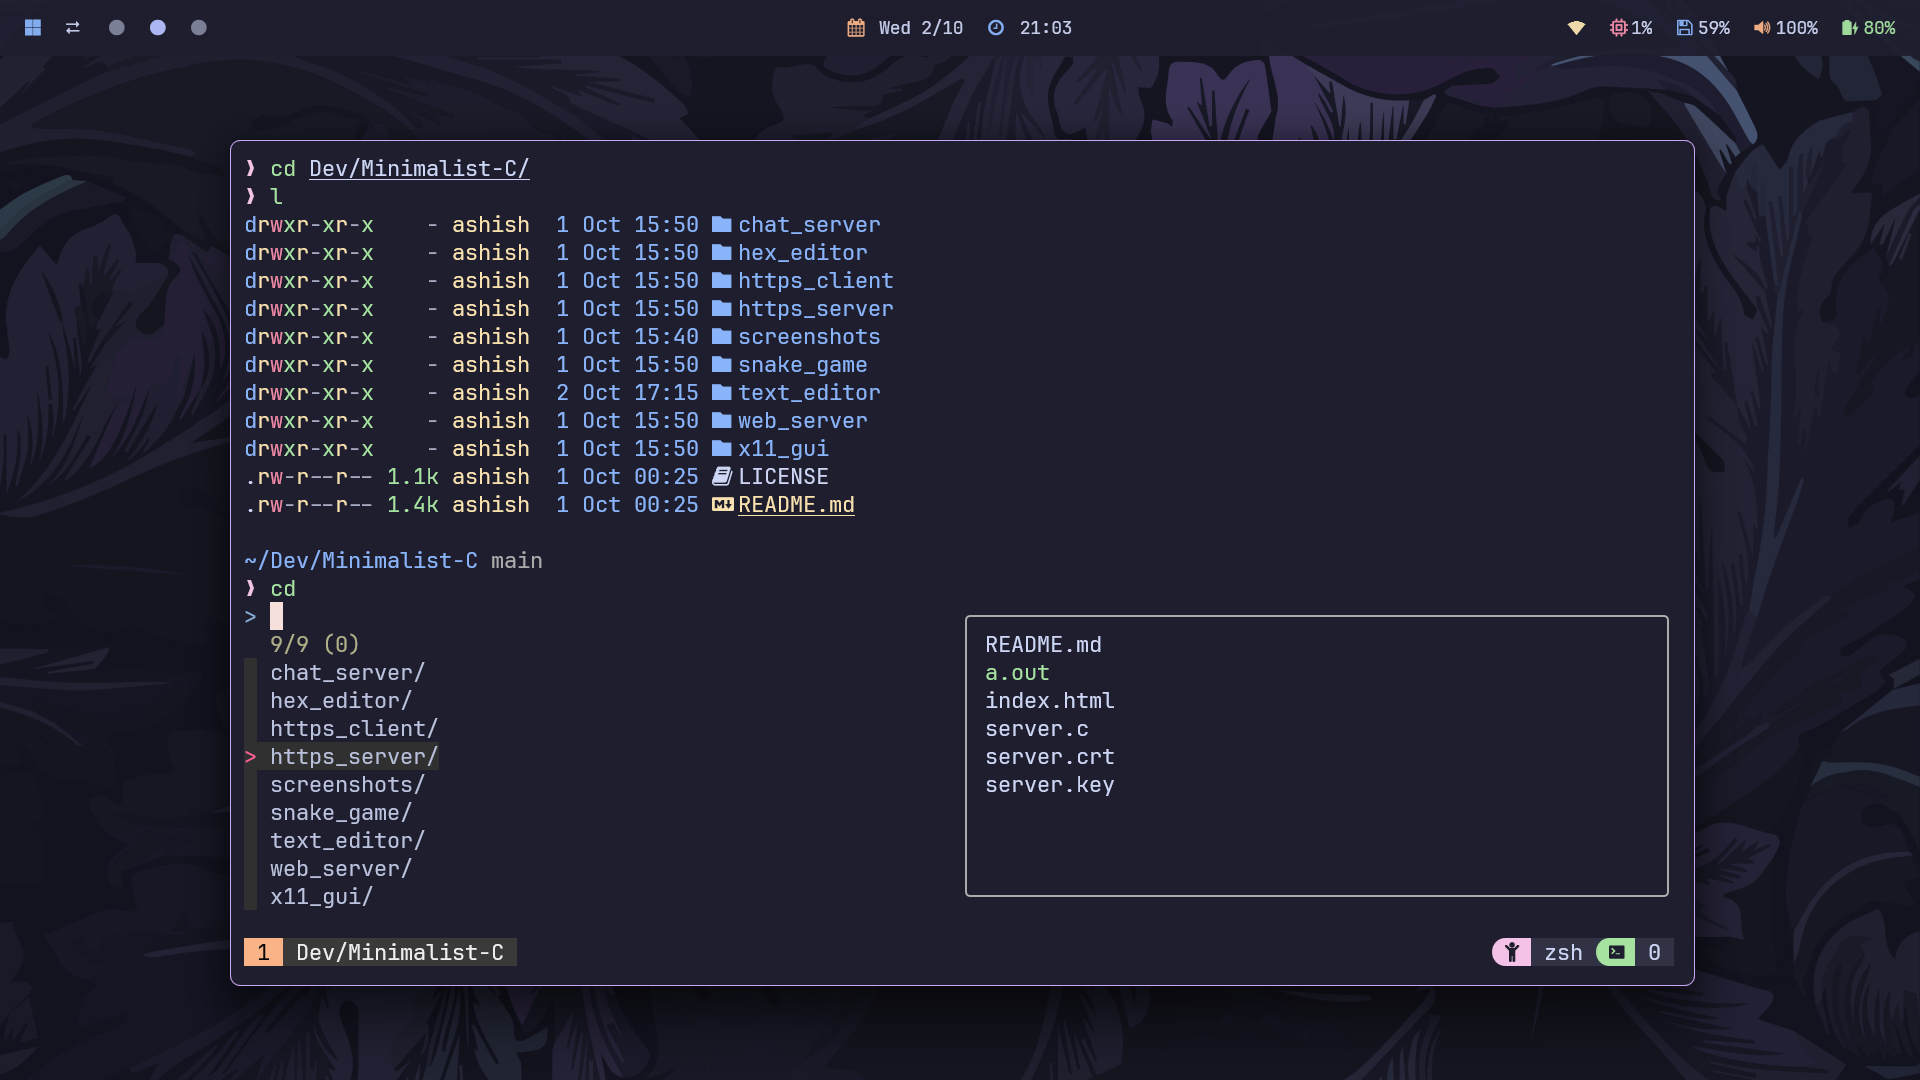 Wed 2/10 21:03 1% 59% 100% 80%
❱ cd Dev/Minimalist-C/
❱ l
drwxr-xr-x - ashish 1 Oct 15:50 chat_server
drwxr-xr-x - ashish 1 Oct 15:50 hex_editor
drwxr-xr-x - ashish 1 Oct 15:50 https_client
drwxr-xr-x - ashish 1 Oct 15:50 https_server
drwxr-xr-x - ashish 1 Oct 15:40 screenshots
drwxr-xr-x - ashish 1 Oct 15:50 snake_game
drwxr-xr-x - ashish 2 Oct 17:15 text_editor
drwxr-xr-x - ashish 1 Oct 15:50 web_server
drwxr-xr-x - ashish 1 Oct 15:50 x11_gui
.rw-r--r-- 1.1k ashish 1 Oct 00:25 LICENSE
.rw-r--r-- 1.4k ashish 1 Oct 00:25 README.md
~/Dev/Minimalist-C main
❱ cd
>
9/9 (0)
chat_server/
hex_editor/
https_client/
> https_server/
screenshots/
snake_game/
text_editor/
web_server/
x11_gui/
README.md
a.out
index.html
server.c
server.crt
server.key
1 Dev/Minimalist-C zsh 0